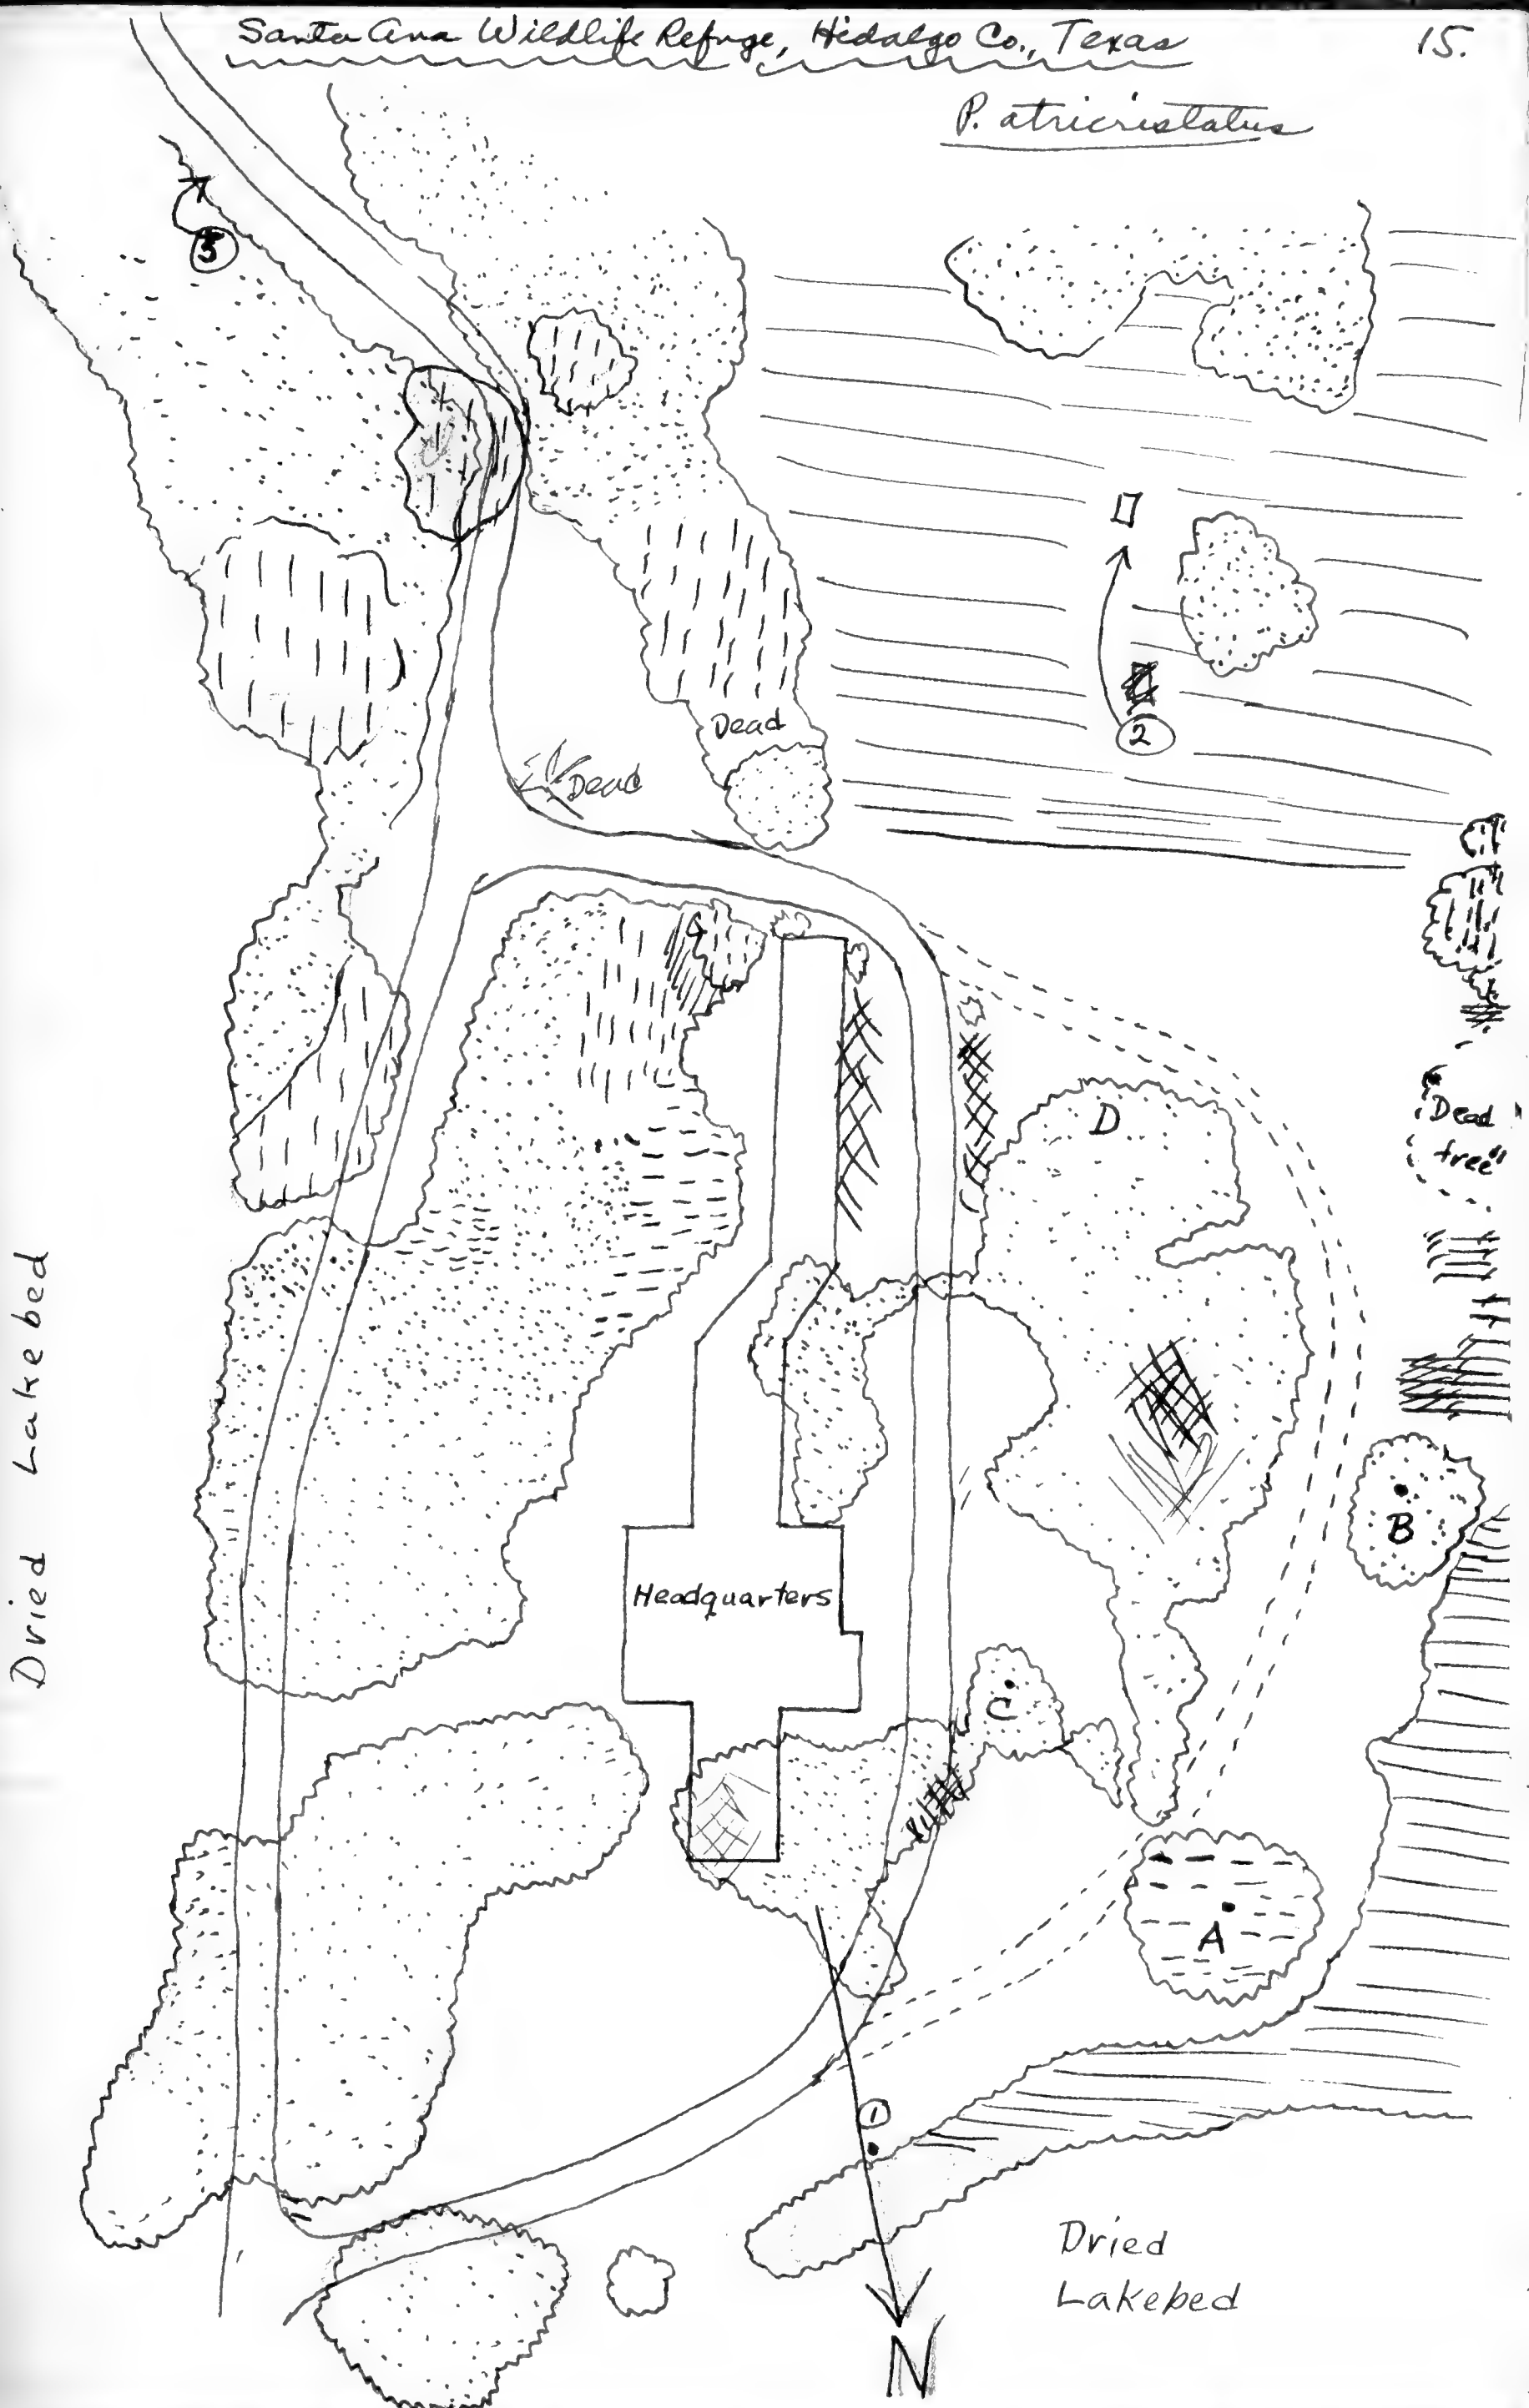 Santa Ana Wildlife Refuge, Hidalgo Co., Texas
15.
P. atricristatus
3
2
Dead
Dead
Dead
tree
D
B
Headquarters
C
A
Dried Lakebed
1
Dried
Lakebed
N